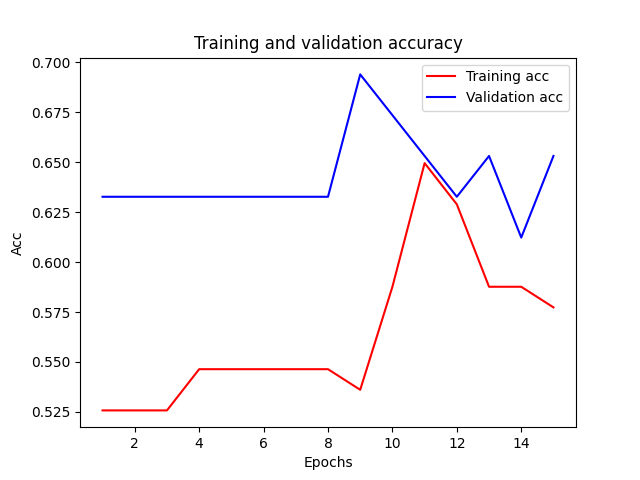 Training and validation accuracy
Training acc
Validation acc
0.700
0.675
0.650
0.625
0.600
0.575
0.550
0.525
Acc
2 4 6 8 10 12 14
Epochs